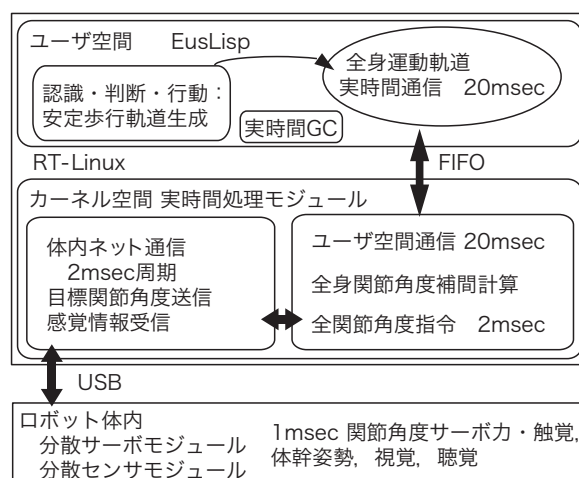 ユーザ空間　EusLisp
認識・判断・行動：
安定歩行軌道生成
全身運動軌道
実時間通信　20msec
実時間GC
RT-Linux
FIFO
カーネル空間 実時間処理モジュール
体内ネット通信
2msec周期
目標関節角度送信
感覚情報受信
ユーザ空間通信 20msec
全身関節角度補間計算
全関節角度指令　2msec
USB
ロボット体内
分散サーボモジュール
分散センサモジュール
1msec 関節角度サーボ力・触覚,
体幹姿勢，視覚，聴覚